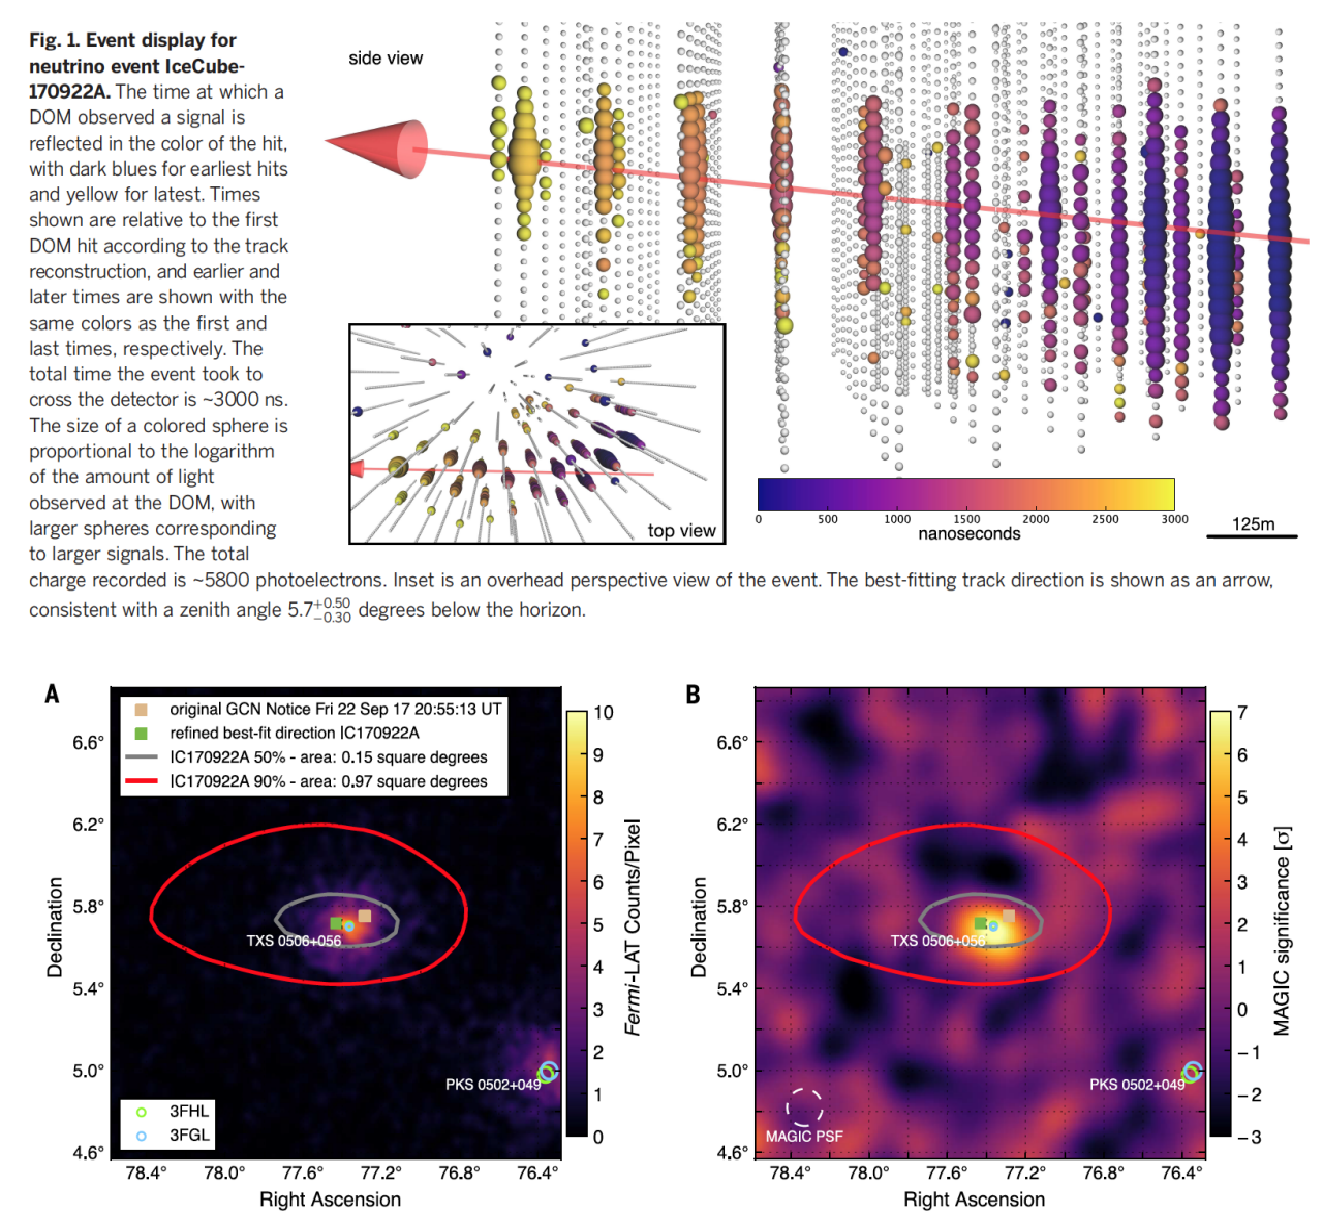 Fig. 1. Event display for
neutrino event IceCube-
170922A. The time at which a
DOM observed a signal is
reflected in the color of the hit,
with dark blues for earliest hits
and yellow for latest. Times
shown are relative to the first
DOM hit according to the track
reconstruction, and earlier and
later times are shown with the
same colors as the first and
last times, respectively. The
total time the event took to
cross the detector is ~3000 ns.
The size of a colored sphere is
proportional to the logarithm
of the amount of light
observed at the DOM, with
larger spheres corresponding
to larger signals. The total
charge recorded is ~5800 photoelectrons. Inset is an overhead perspective view of the event. The best-fitting track direction is shown as an arrow,
consistent with a zenith angle 5.7+0.50 −0.30 degrees below the horizon.
side view
top view
0 500 1000 1500 2000 2500 3000
nanoseconds
125m
A
original GCN Notice Fri 22 Sep 17 20:55:13 UT
refined best-fit direction IC170922A
IC170922A 50% - area: 0.15 square degrees
IC170922A 90% - area: 0.97 square degrees
6.6°
6.2°
5.8°
5.4°
5.0°
4.6°
Declination
TXS 0506+056
PKS 0502+049
3FHL
3FGL
78.4° 78.0° 77.6° 77.2° 76.8° 76.4°
Right Ascension
10
9
8
7
6
5
4
3
2
1
0
Fermi-LAT Counts/Pixel
B
6.6°
6.2°
5.8°
5.4°
5.0°
4.6°
Declination
TXS 0506+056
PKS 0502+049
MAGIC PSF
78.4° 78.0° 77.6° 77.2° 76.8° 76.4°
Right Ascension
7
6
5
4
3
2
1
0
−1
−2
−3
MAGIC significance [σ]